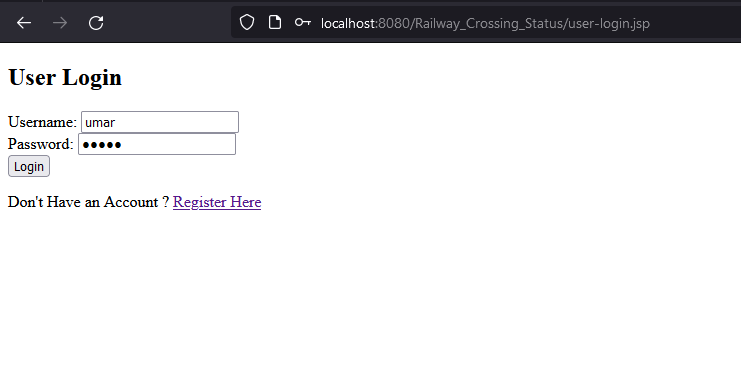 localhost:8080/Railway_Crossing_Status/user-login.jsp
User Login
Username: umar
Password: •••••
Login
Don't Have an Account ? Register Here